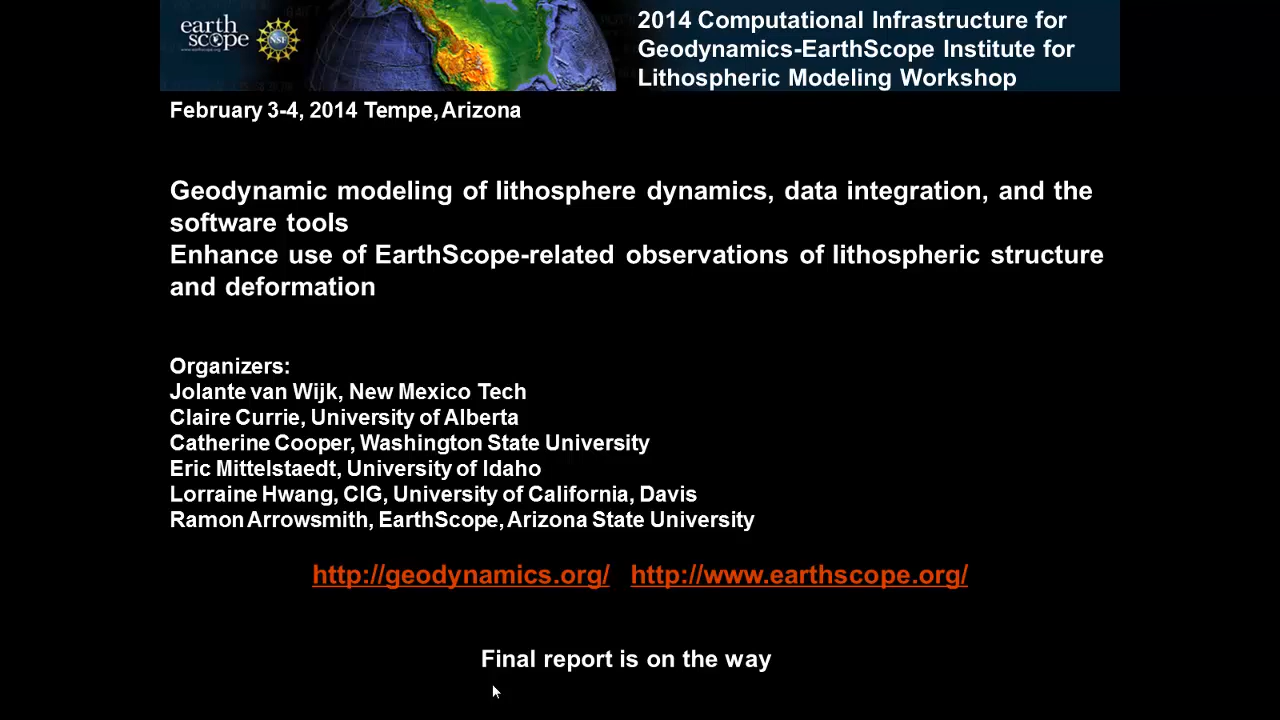 earth
scope
www.earthscope.org
NSF
2014 Computational Infrastructure for
Geodynamics-EarthScope Institute for
Lithospheric Modeling Workshop
February 3-4, 2014 Tempe, Arizona
Geodynamic modeling of lithosphere dynamics, data integration, and the
software tools
Enhance use of EarthScope-related observations of lithospheric structure
and deformation
Organizers:
Jolante van Wijk, New Mexico Tech
Claire Currie, University of Alberta
Catherine Cooper, Washington State University
Eric Mittelstaedt, University of Idaho
Lorraine Hwang, CIG, University of California, Davis
Ramon Arrowsmith, EarthScope, Arizona State University
http://geodynamics.org/ http://www.earthscope.org/
Final report is on the way